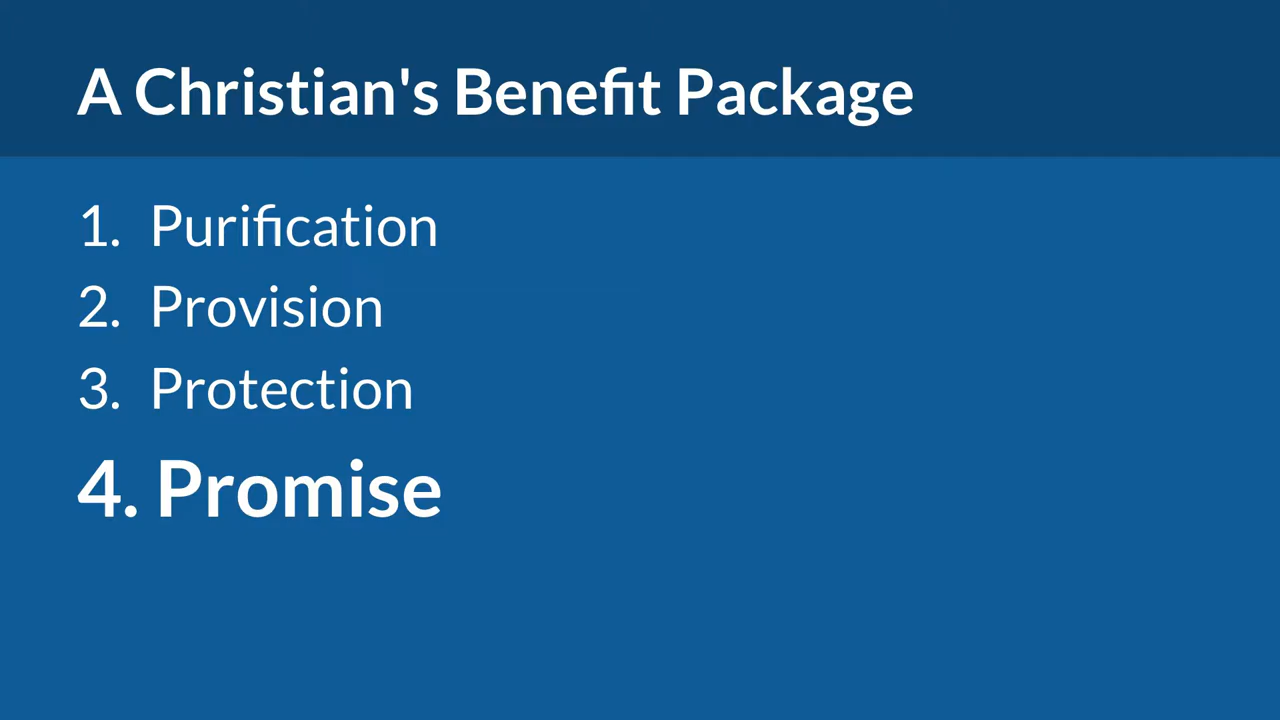 A Christian's Benefit Package
1. Purification
2. Provision
3. Protection
4. Promise